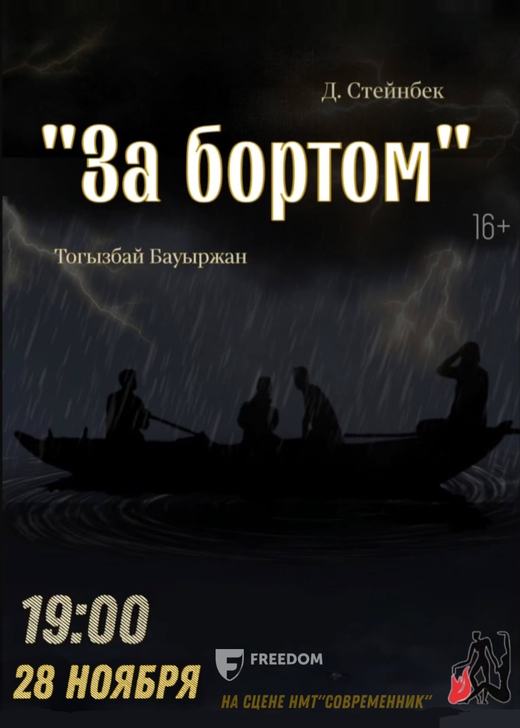 Д. Стейнбек
"За бортом"
16+
Тогызбай Бауыржан
19:00
28 НОЯБРЯ
FREEDOM
НА СЦЕНЕ НМТ"СОВРЕМЕННИК"